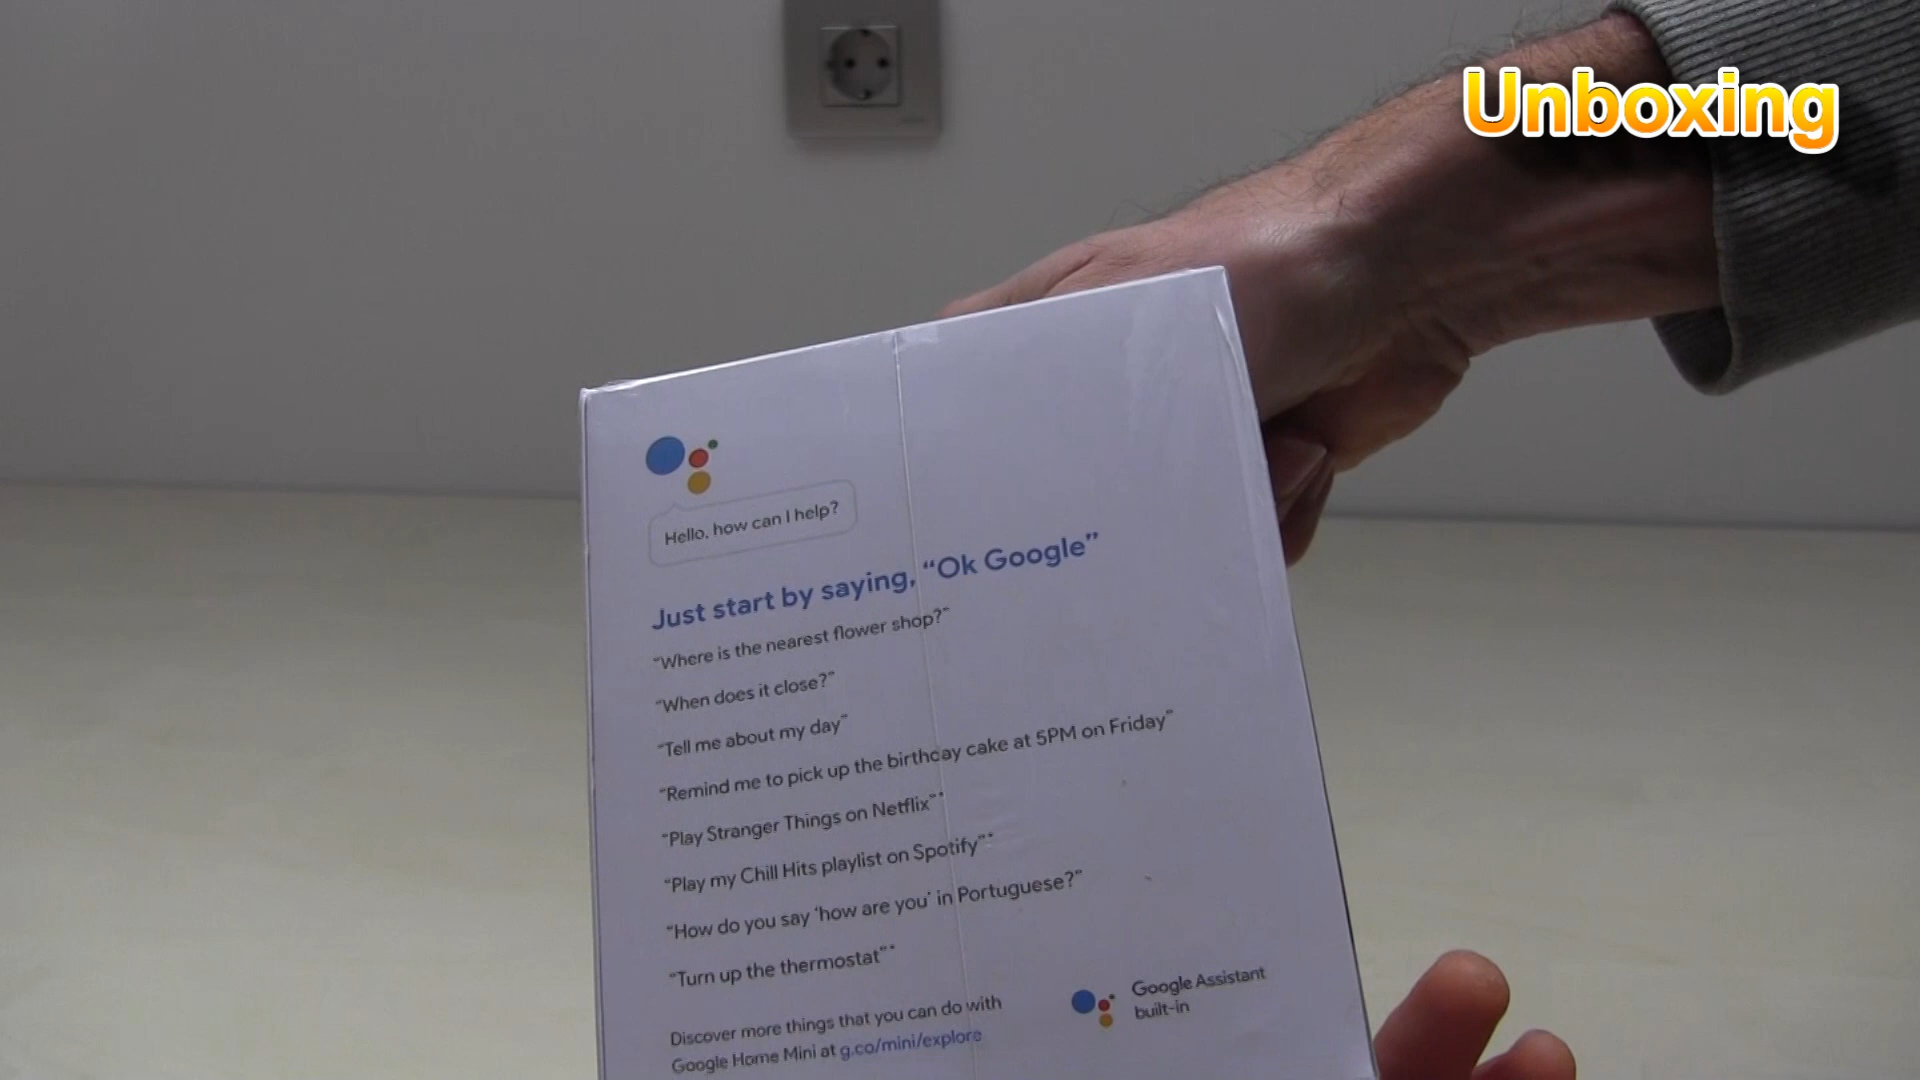 Unboxing
Hello, how can I help?
Just start by saying, “Ok Google”
“Where is the nearest flower shop?”
“When does it close?”
“Tell me about my day”
“Remind me to pick up the birthday cake at 5PM on Friday”
“Play Stranger Things on Netflix”*
“Play my Chill Hits playlist on Spotify”*
“How do you say ‘how are you’ in Portuguese?”
“Turn up the thermostat”*
Discover more things that you can do with
Google Home Mini at g.co/mini/explore
Google Assistant
built-in